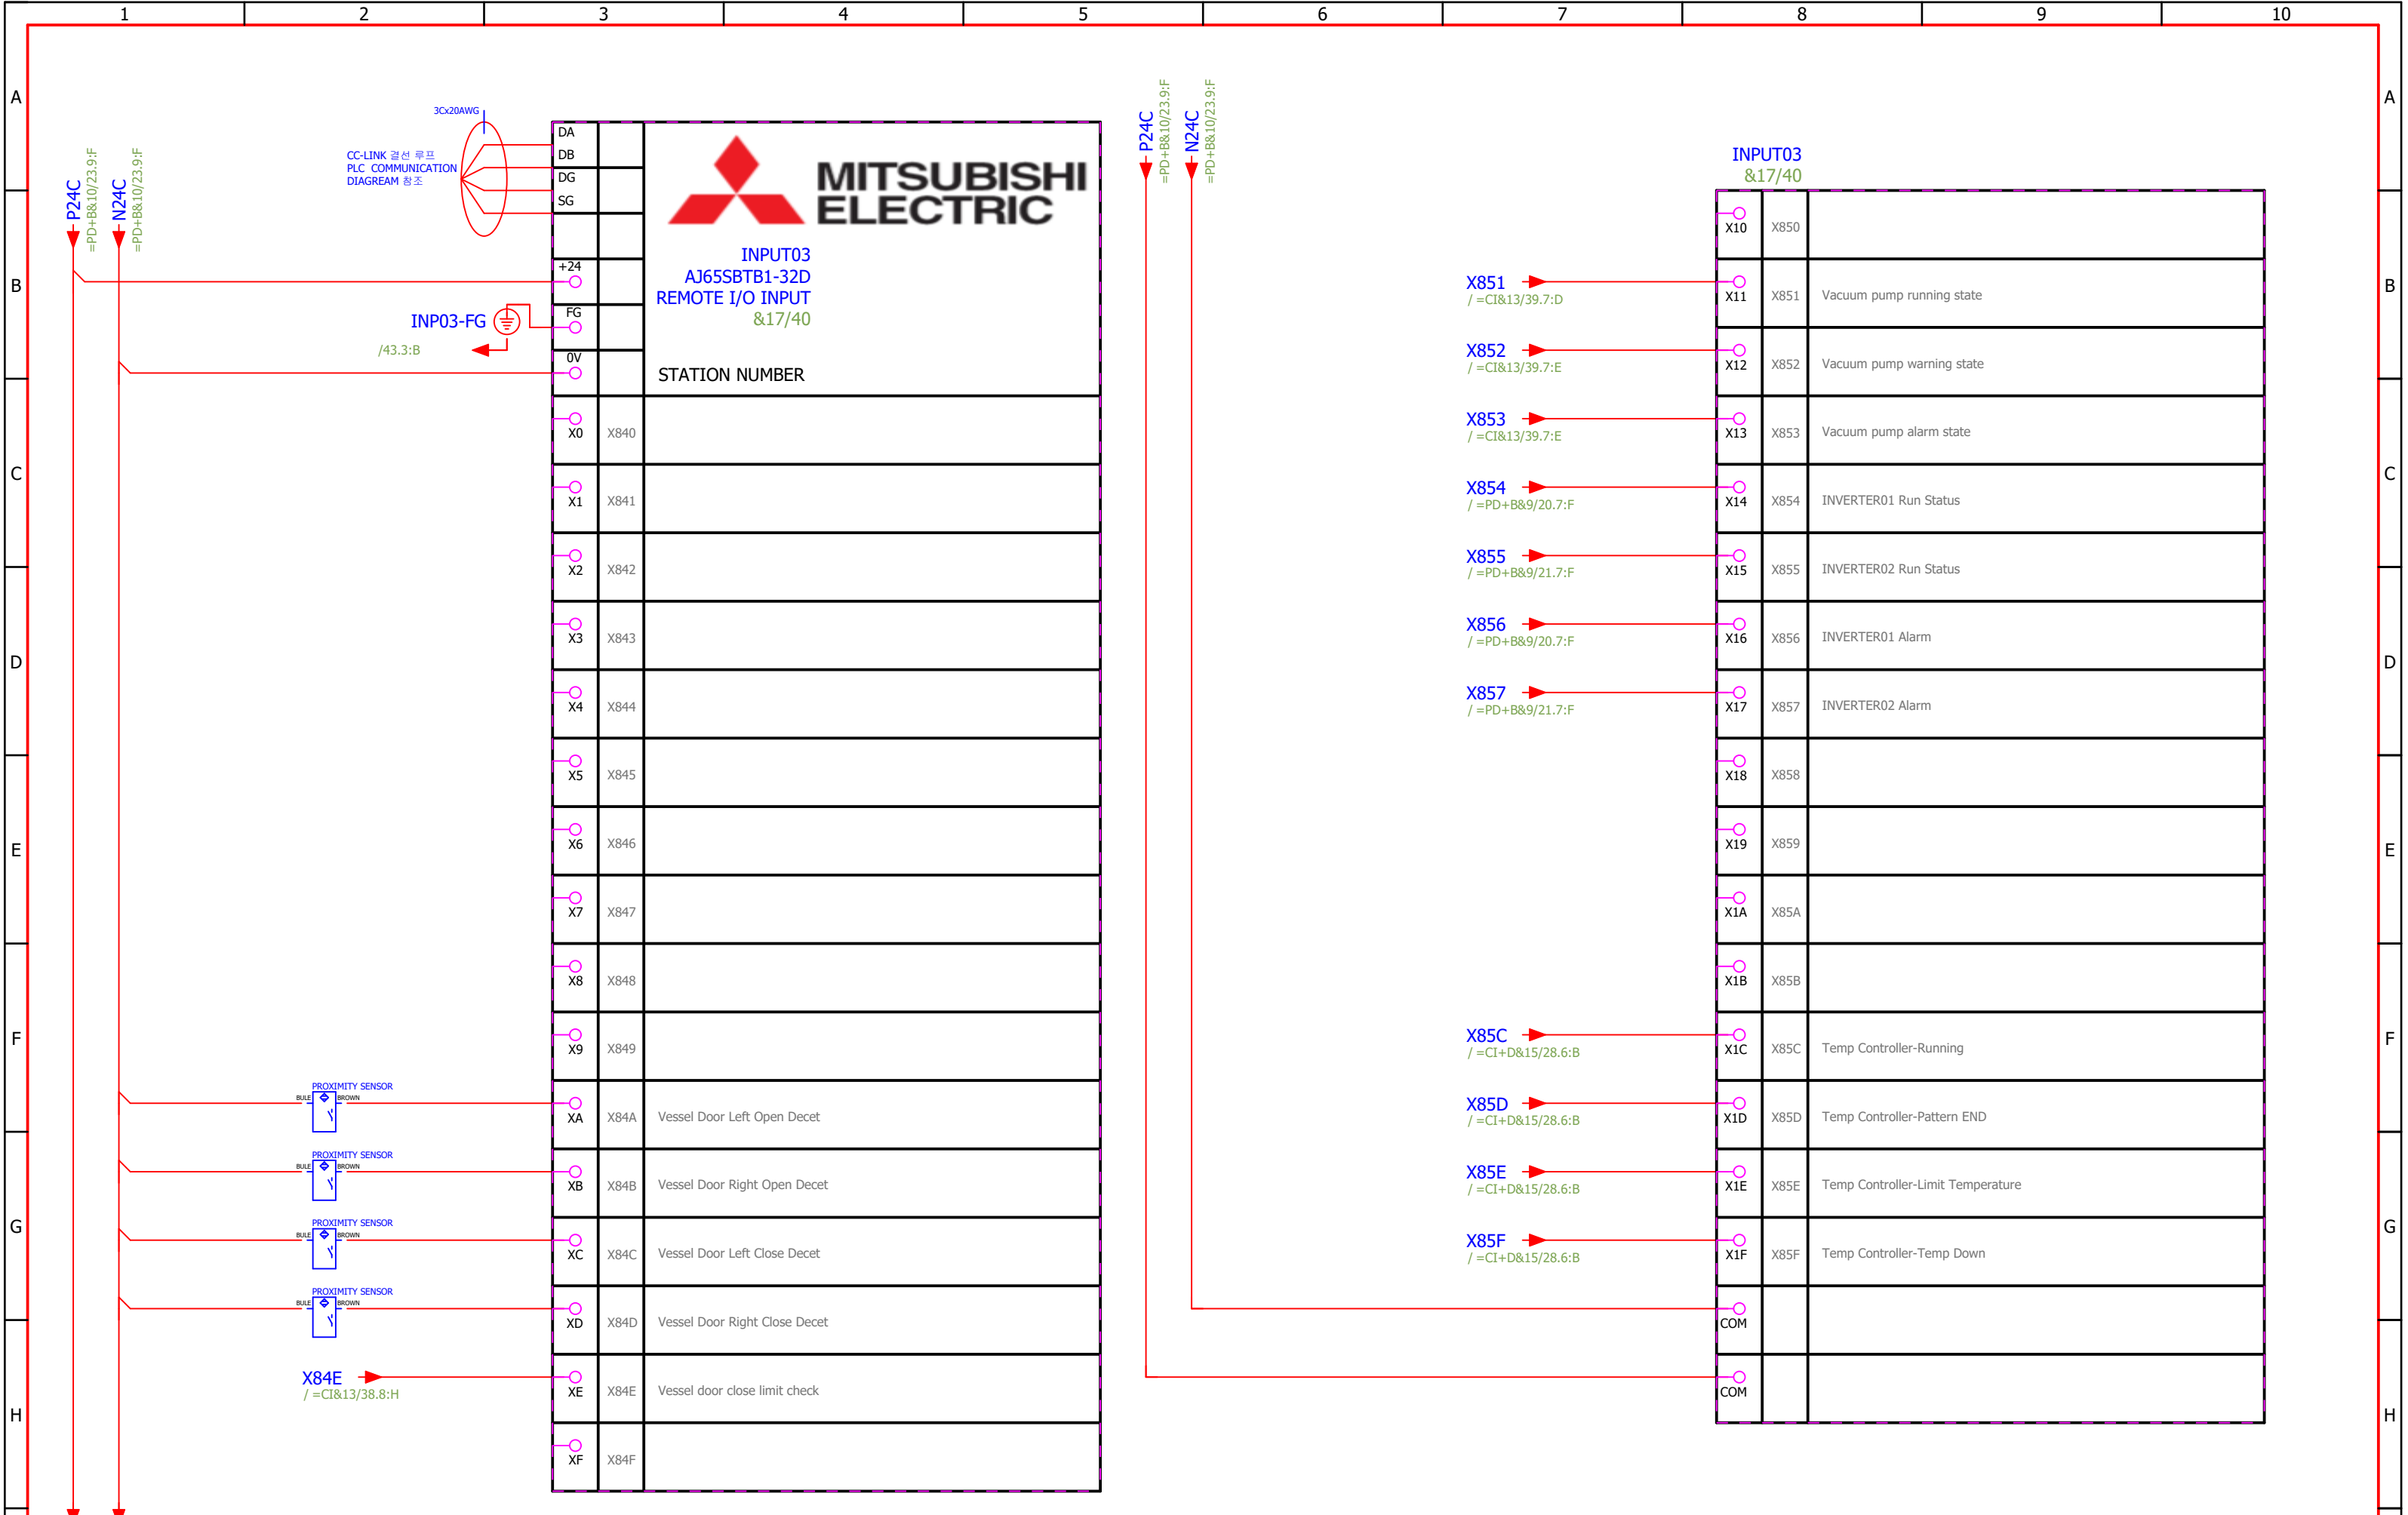 1 2 3 4 5 6 7 8 9 10
A
B
C
D
E
F
G
H
A
B
C
D
E
F
G
H
P24C
=PD+B&10/23.9:F
N24C
=PD+B&10/23.9:F
3Cx20AWG
CC-LINK 결선 루프
PLC COMMUNICATION
DIAGREAM 참조
INP03-FG
/43.3:B
DA
DB
DG
SG
+24
FG
0V
MITSUBISHI
ELECTRIC
INPUT03
AJ65SBTB1-32D
REMOTE I/O INPUT
&17/40
STATION NUMBER
X0 X840
X1 X841
X2 X842
X3 X843
X4 X844
X5 X845
X6 X846
X7 X847
X8 X848
X9 X849
PROXIMITY SENSOR
BULE BROWN
XA X84A Vessel Door Left Open Decet
PROXIMITY SENSOR
BULE BROWN
XB X84B Vessel Door Right Open Decet
PROXIMITY SENSOR
BULE BROWN
XC X84C Vessel Door Left Close Decet
PROXIMITY SENSOR
BULE BROWN
XD X84D Vessel Door Right Close Decet
X84E
/ =CI&13/38.8:H
XE X84E Vessel door close limit check
XF X84F
P24C
=PD+B&10/23.9:F
N24C
=PD+B&10/23.9:F
INPUT03
&17/40
X10 X850
X851
/ =CI&13/39.7:D
X11 X851 Vacuum pump running state
X852
/ =CI&13/39.7:E
X12 X852 Vacuum pump warning state
X853
/ =CI&13/39.7:E
X13 X853 Vacuum pump alarm state
X854
/ =PD+B&9/20.7:F
X14 X854 INVERTER01 Run Status
X855
/ =PD+B&9/21.7:F
X15 X855 INVERTER02 Run Status
X856
/ =PD+B&9/20.7:F
X16 X856 INVERTER01 Alarm
X857
/ =PD+B&9/21.7:F
X17 X857 INVERTER02 Alarm
X18 X858
X19 X859
X1A X85A
X1B X85B
X85C
/ =CI+D&15/28.6:B
X1C X85C Temp Controller-Running
X85D
/ =CI+D&15/28.6:B
X1D X85D Temp Controller-Pattern END
X85E
/ =CI+D&15/28.6:B
X1E X85E Temp Controller-Limit Temperature
X85F
/ =CI+D&15/28.6:B
X1F X85F Temp Controller-Temp Down
COM
COM